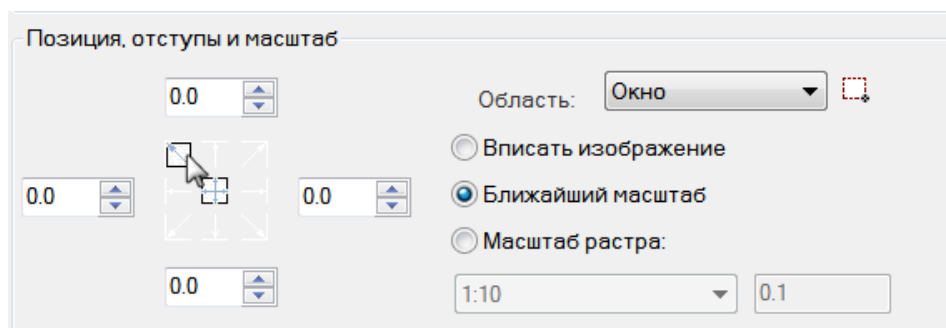 Позиция, отступы и масштаб
0.0
Область: Окно
Вписать изображение
0.0
0.0
Ближайший масштаб
Масштаб растра:
0.0
1:10
0.1